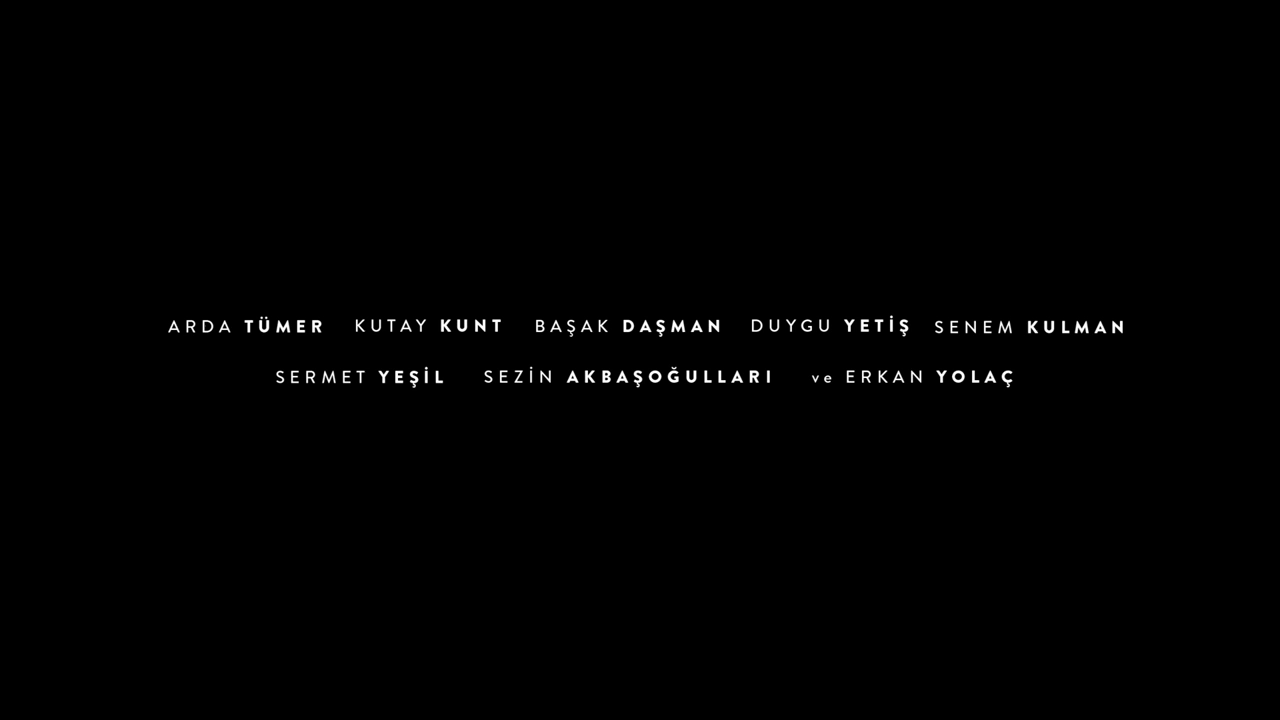 ARDA TÜMER KUTAY KUNT BAŞAK DAŞMAN DUYGU YETİŞ SENEM KULMAN
SERMET YEŞİL SEZİN AKBAŞOĞULLARI ve ERKAN YOLAÇ